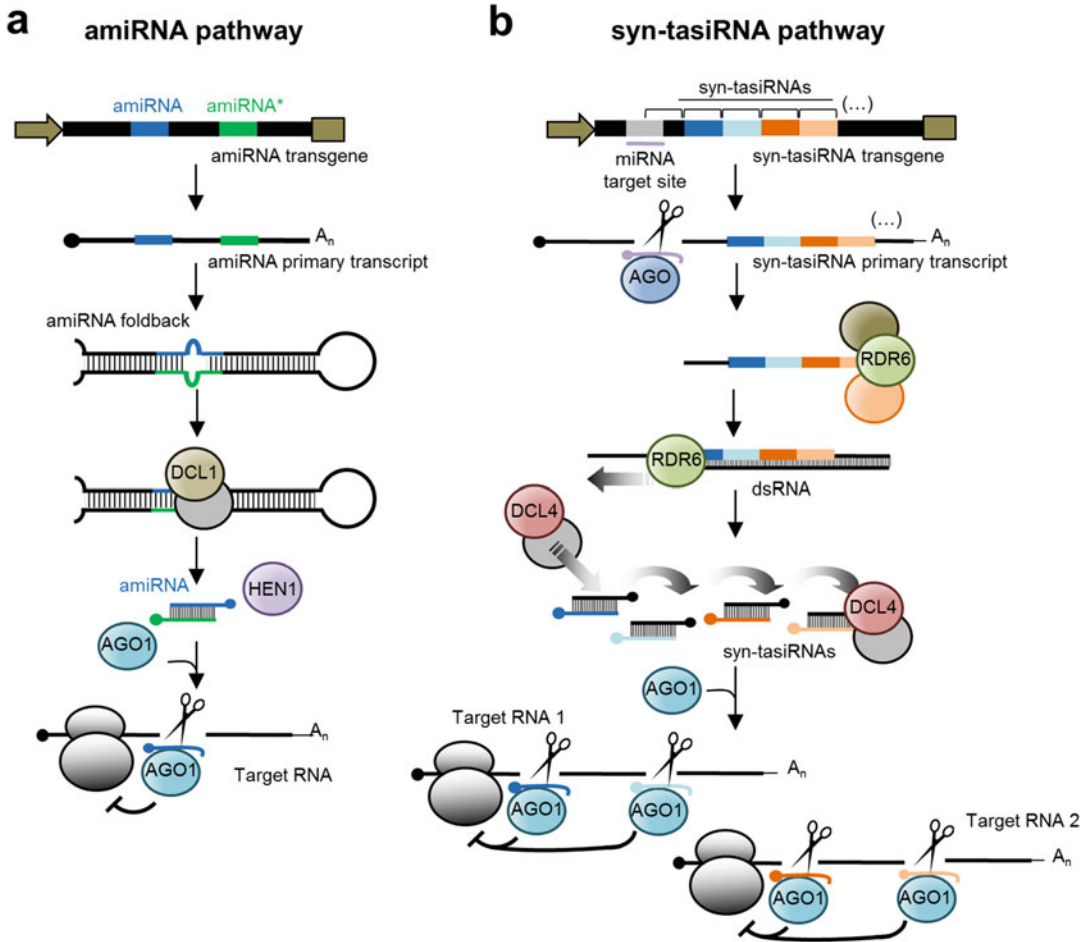 a
amiRNA pathway
amiRNA
amiRNA*
amiRNA transgene
An
amiRNA primary transcript
amiRNA foldback
DCL1
amiRNA
HEN1
AGO1
An
AGO1
Target RNA
b
syn-tasiRNA pathway
syn-tasiRNAs
(...)
miRNA
target site
syn-tasiRNA transgene
(...)
An
AGO
syn-tasiRNA primary transcript
RDR6
RDR6
dsRNA
DCL4
DCL4
syn-tasiRNAs
AGO1
Target RNA 1
An
AGO1
AGO1
Target RNA 2
An
AGO1
AGO1